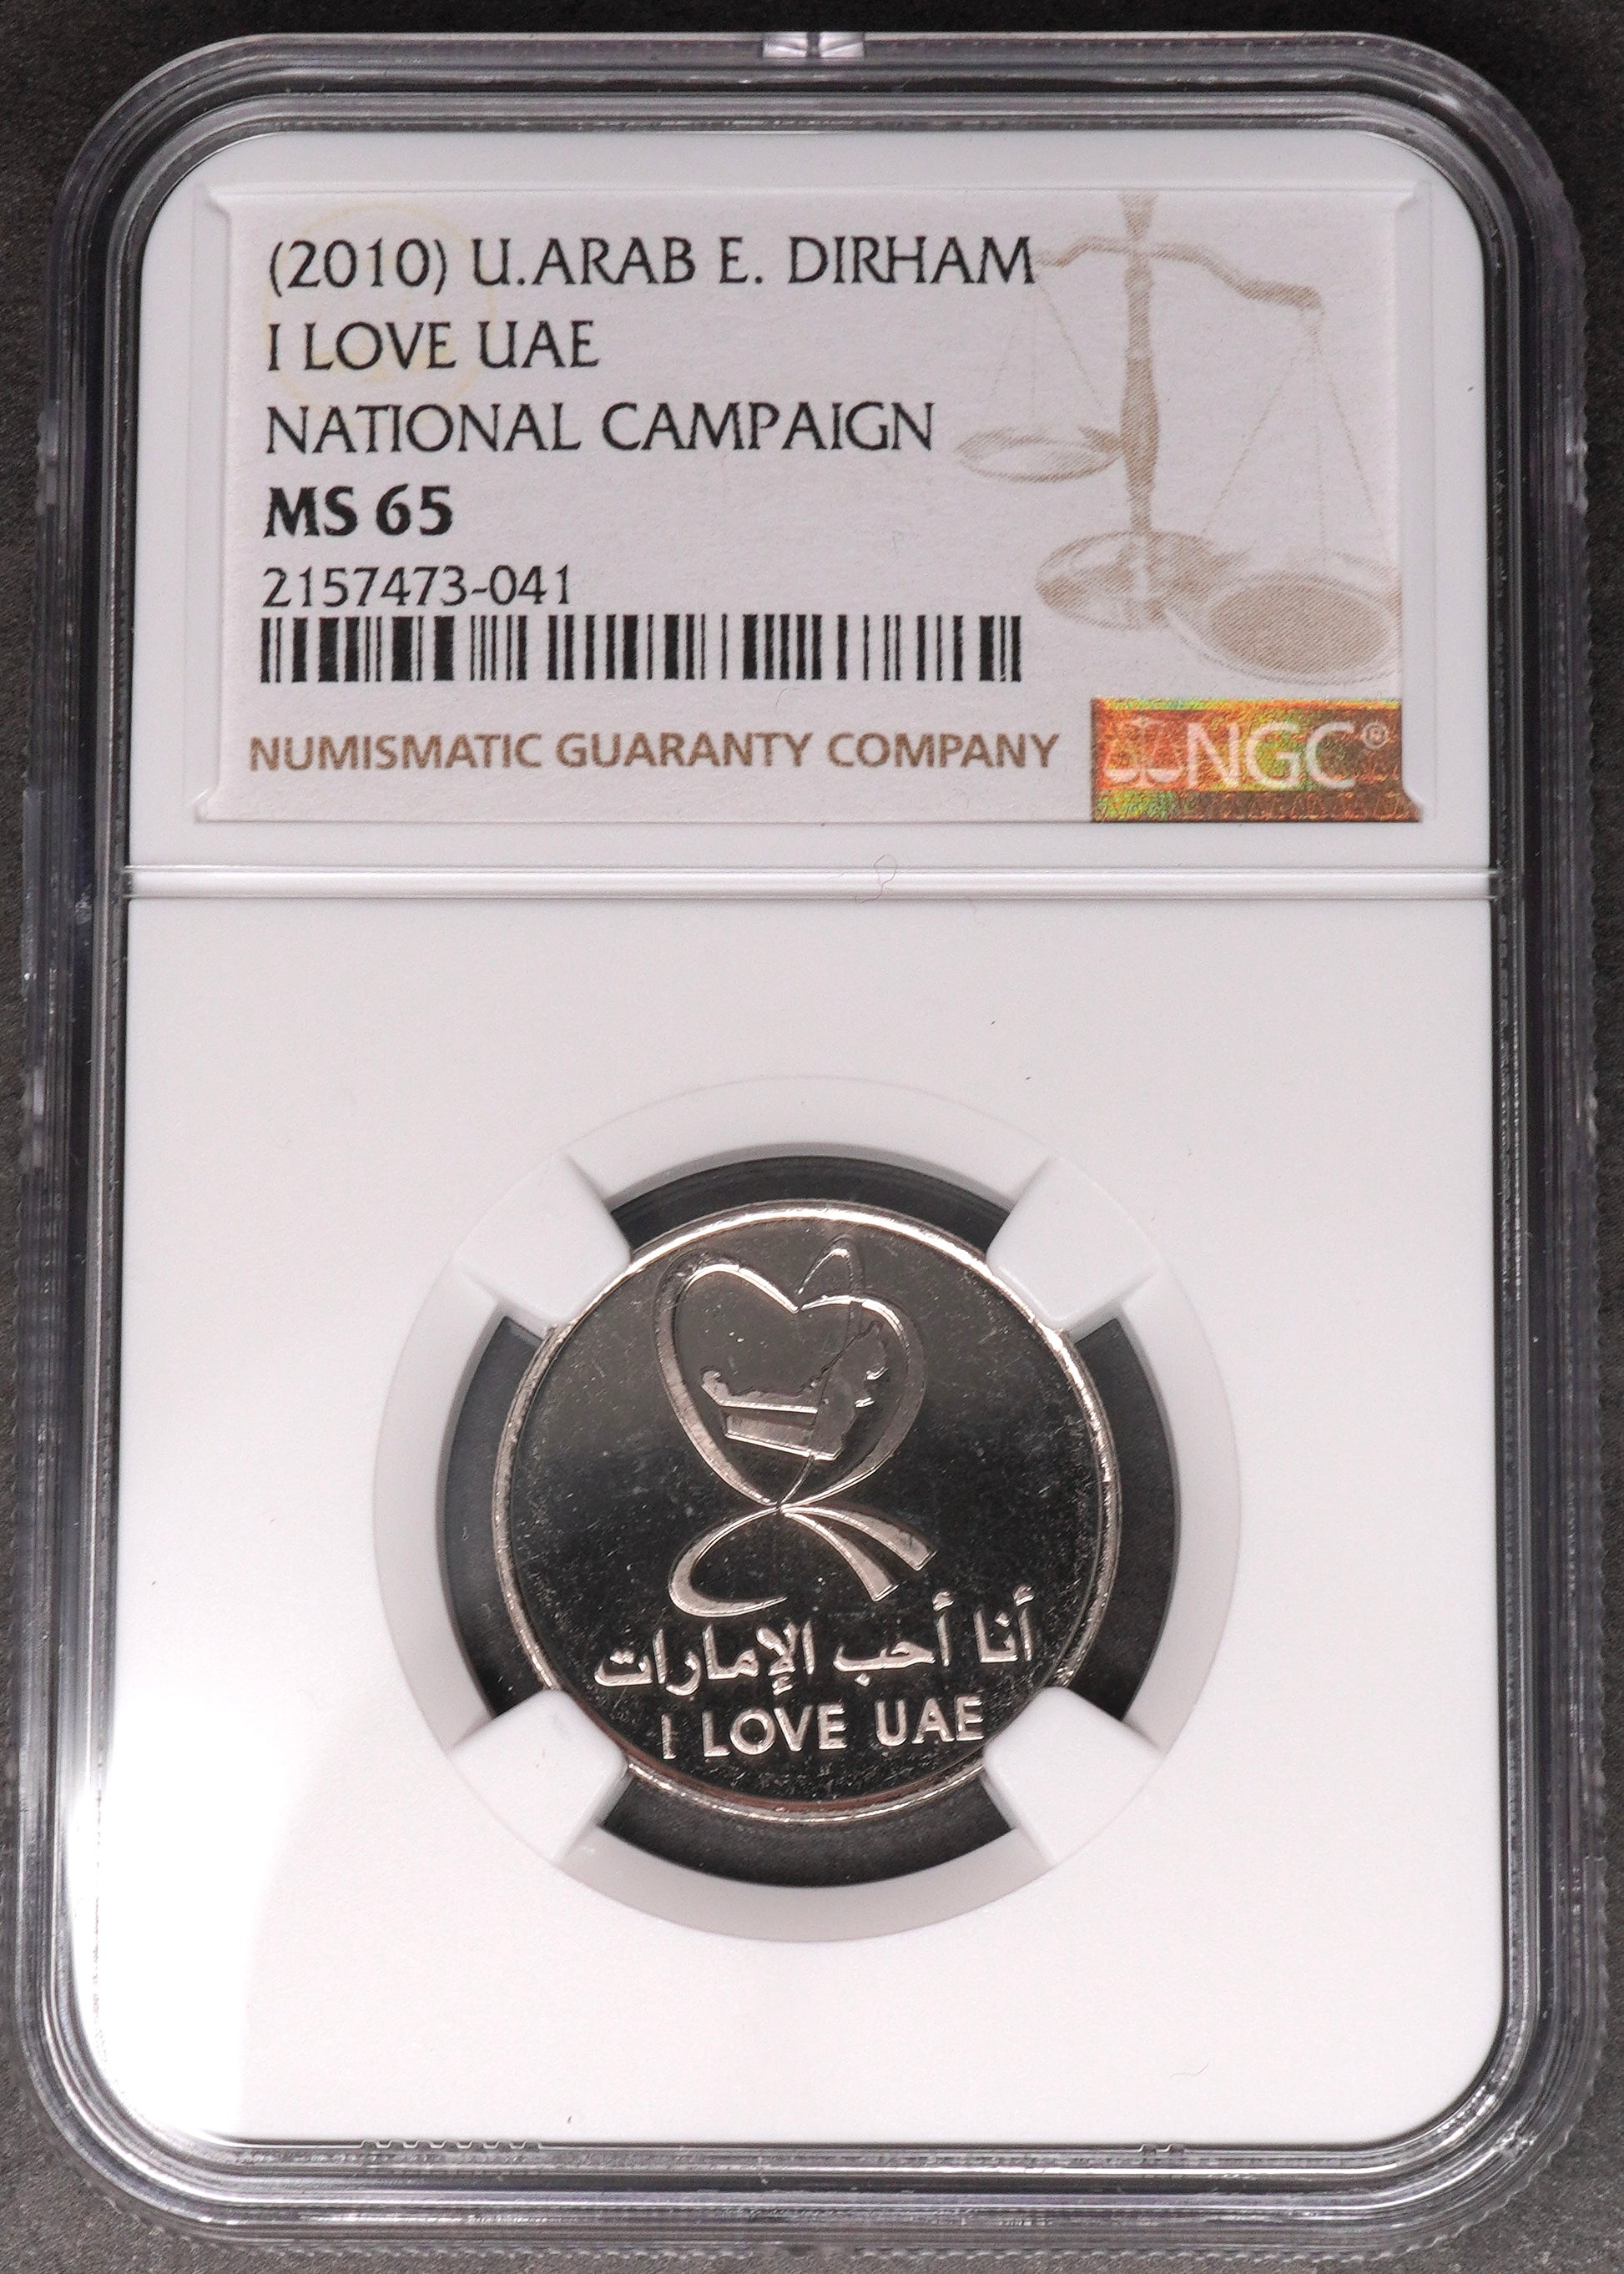 (2010) U.ARAB E. DIRHAM
I LOVE UAE
NATIONAL CAMPAIGN
MS 65
2157473-041
NUMISMATIC GUARANTY COMPANY
NGC®
أنا أحب الإمارات
I LOVE UAE